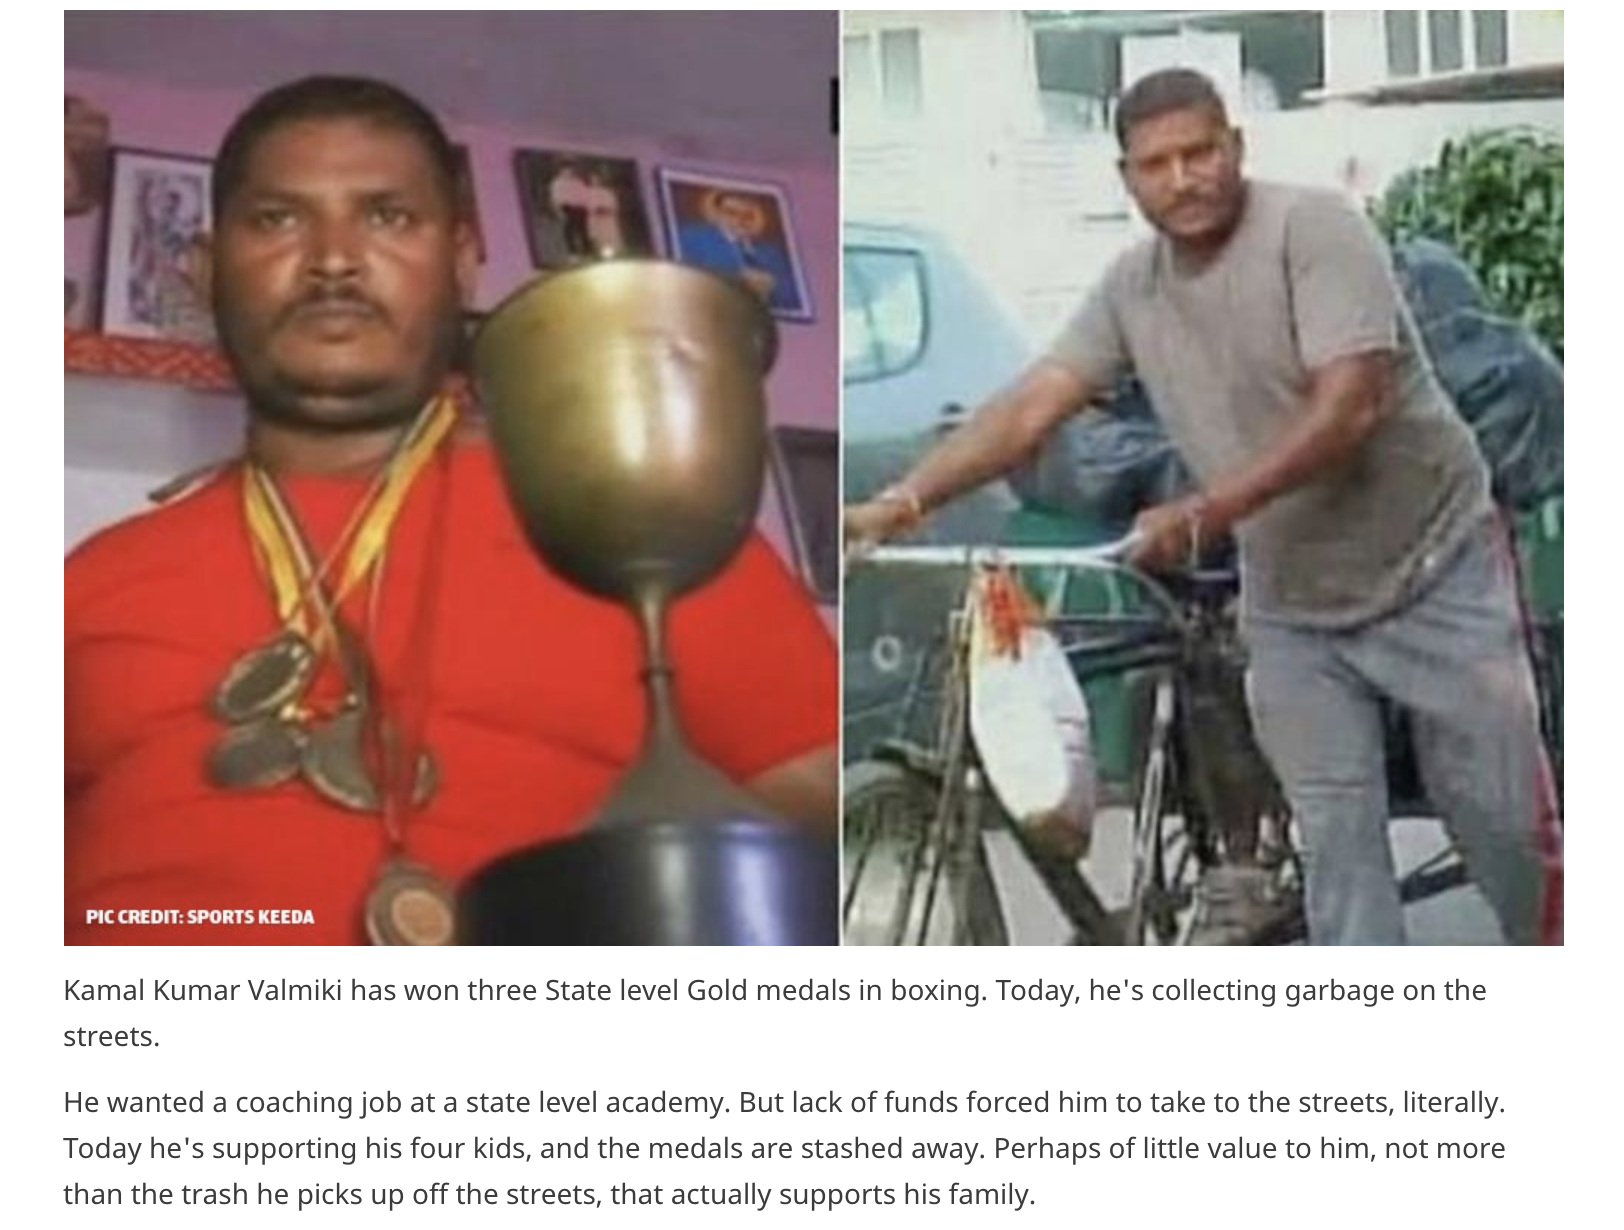 PIC CREDIT: SPORTS KEEDA
Kamal Kumar Valmiki has won three State level Gold medals in boxing. Today, he's collecting garbage on the
streets.
He wanted a coaching job at a state level academy. But lack of funds forced him to take to the streets, literally.
Today he's supporting his four kids, and the medals are stashed away. Perhaps of little value to him, not more
than the trash he picks up off the streets, that actually supports his family.